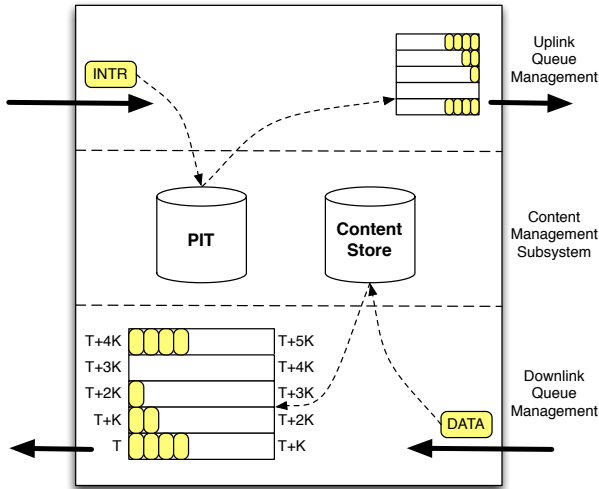 INTR
Uplink
Queue
Management
PIT
Content
Store
Content
Management
Subsystem
T+4K T+5K
T+3K T+4K
T+2K T+3K
T+K T+2K
T T+K
DATA
Downlink
Queue
Management